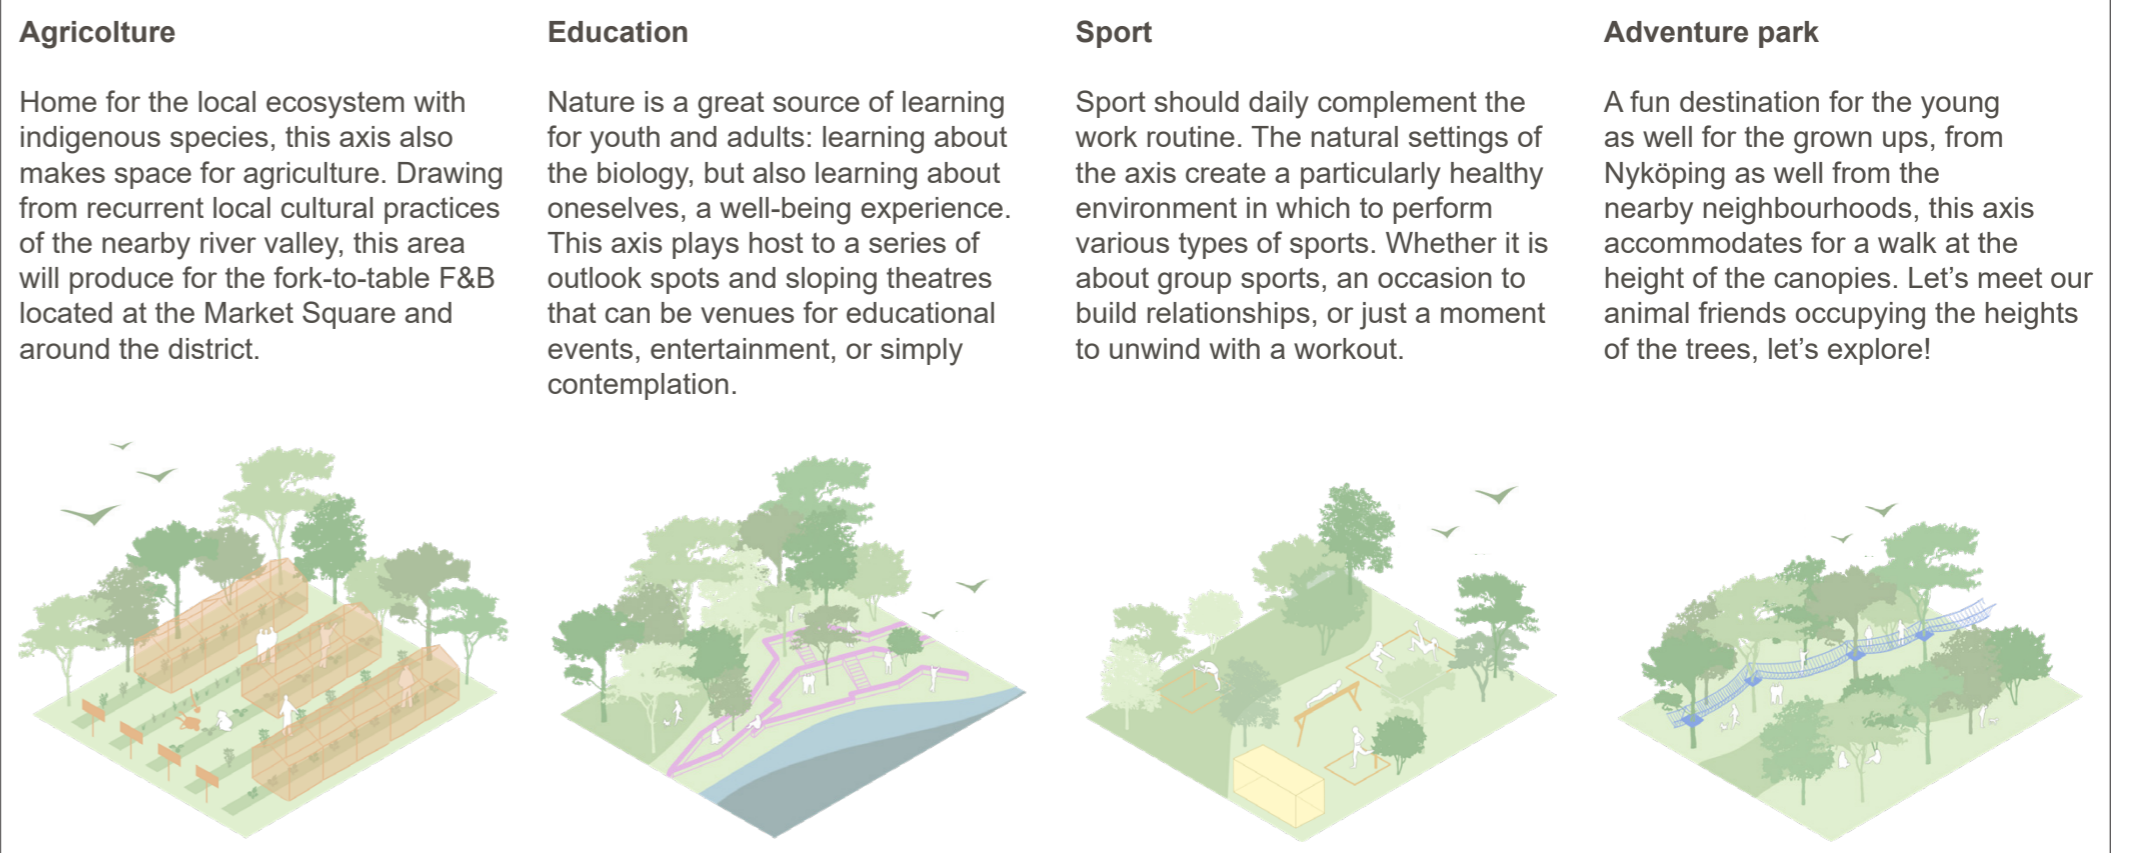 Agricolture
Home for the local ecosystem with
indigenous species, this axis also
makes space for agriculture. Drawing
from recurrent local cultural practices
of the nearby river valley, this area
will produce for the fork-to-table F&B
located at the Market Square and
around the district.
Education
Nature is a great source of learning
for youth and adults: learning about
the biology, but also learning about
oneselves, a well-being experience.
This axis plays host to a series of
outlook spots and sloping theatres
that can be venues for educational
events, entertainment, or simply
contemplation.
Sport
Sport should daily complement the
work routine. The natural settings of
the axis create a particularly healthy
environment in which to perform
various types of sports. Whether it is
about group sports, an occasion to
build relationships, or just a moment
to unwind with a workout.
Adventure park
A fun destination for the young
as well for the grown ups, from
Nyköping as well from the
nearby neighbourhoods, this axis
accommodates for a walk at the
height of the canopies. Let’s meet our
animal friends occupying the heights
of the trees, let’s explore!